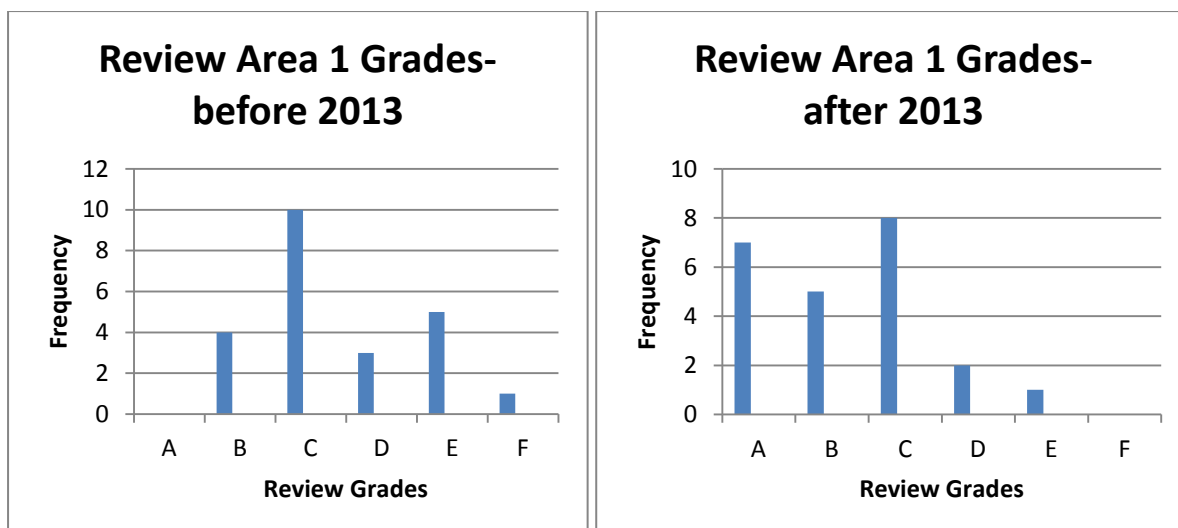 Review Area 1 Grades-
before 2013
12
10
8
6
4
2
0
Frequency
A B C D E F
Review Grades
Review Area 1 Grades-
after 2013
10
8
6
4
2
0
Frequency
A B C D E F
Review Grades